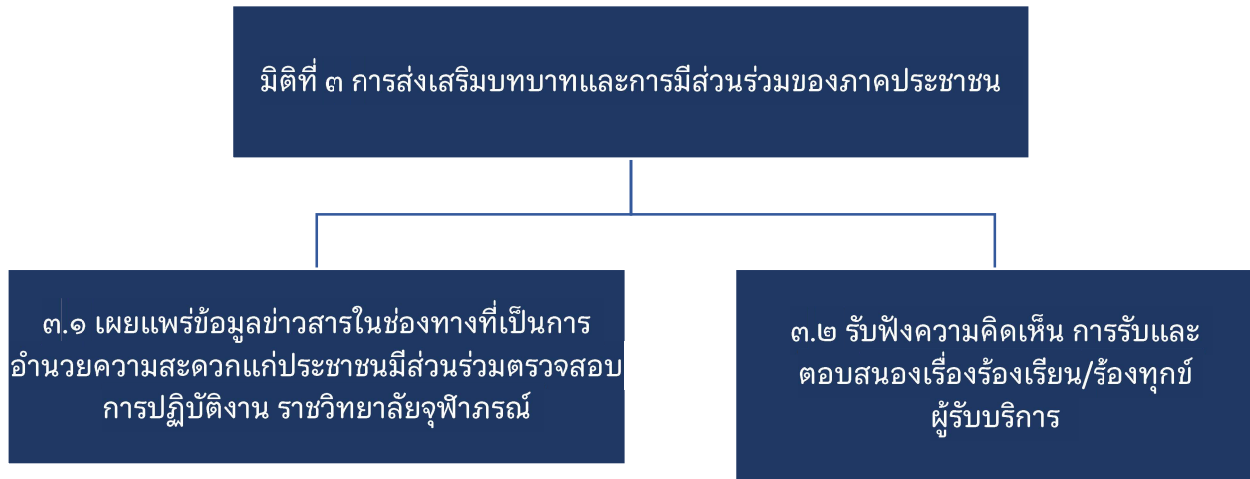 มิติที่ ๓ การส่งเสริมบทบาทและการมีส่วนร่วมของภาคประชาชน
๓.๑ เผยแพร่ข้อมูลข่าวสารในช่องทางที่เป็นการ
อำนวยความสะดวกแก่ประชาชนมีส่วนร่วมตรวจสอบ
การปฏิบัติงาน ราชวิทยาลัยจุฬาภรณ์
๓.๒ รับฟังความคิดเห็น การรับและ
ตอบสนองเรื่องร้องเรียน/ร้องทุกข์
ผู้รับบริการ